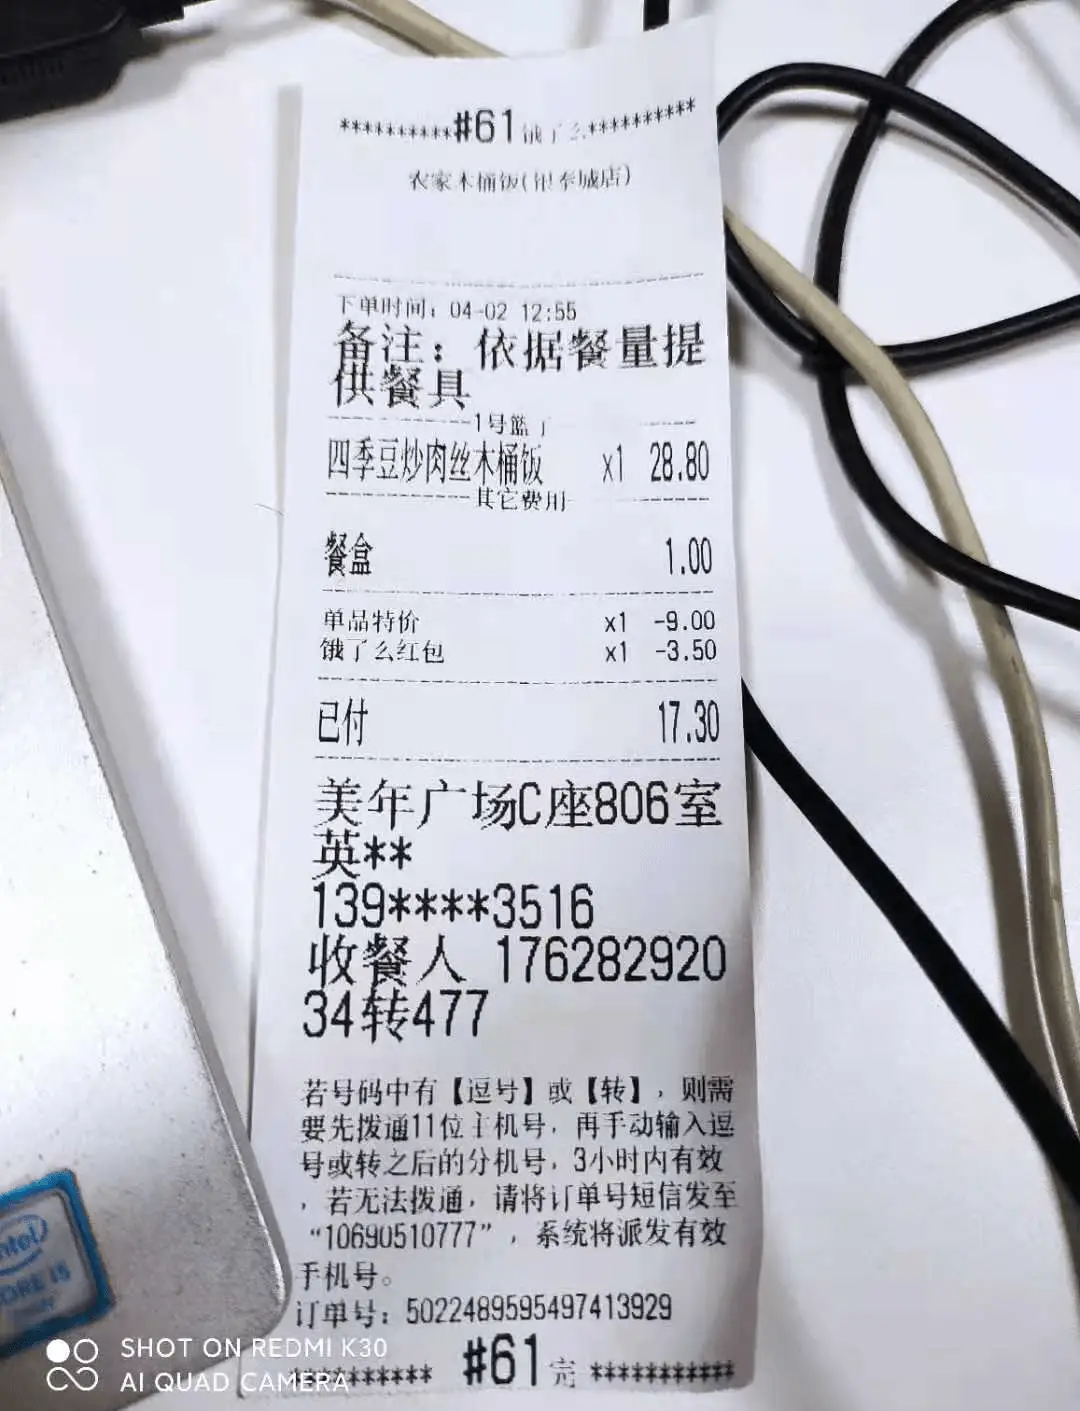 **********#61饿了么**********
农家木桶饭(银泰城店)
下单时间: 04-02 12:55
备注: 依据餐量提
供餐具
1号篮子
四季豆炒肉丝木桶饭 x1 28.80
其它费用
餐盒 1.00
单品特价 x1 -9.00
饿了么红包 x1 -3.50
已付 17.30
美年广场C座806室
英**
139****3516
收餐人 176282920
34转477
若号码中有【逗号】或【转】，则需
要先拨通11位主机号，再手动输入逗
号或转之后的分机号，3小时内有效
，若无法拨通，请将订单号短信发至
“10690510777”，系统将派发有效
手机号。
订单号: 5022489595497413929
**********#61完***********
intel
CORE i5
SHOT ON REDMI K30
AI QUAD CAMERA